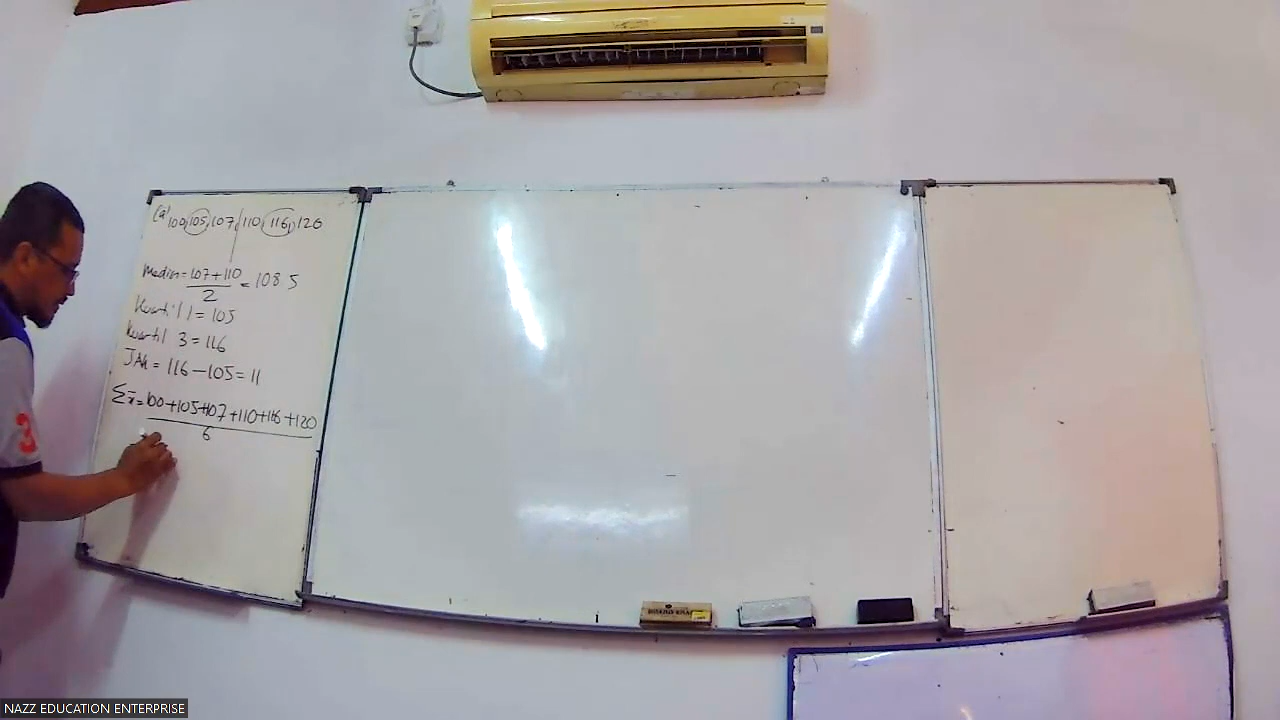 (a) 100, 105, 107, 110, 116, 120
Median = 107 + 110 = 108.5
2
Kuartil 1 = 105
Kuartil 3 = 116
JAK = 116 - 105 = 11
Σx̄ = 100 + 105 + 107 + 110 + 116 + 120
6
3
NAZZ EDUCATION ENTERPRISE